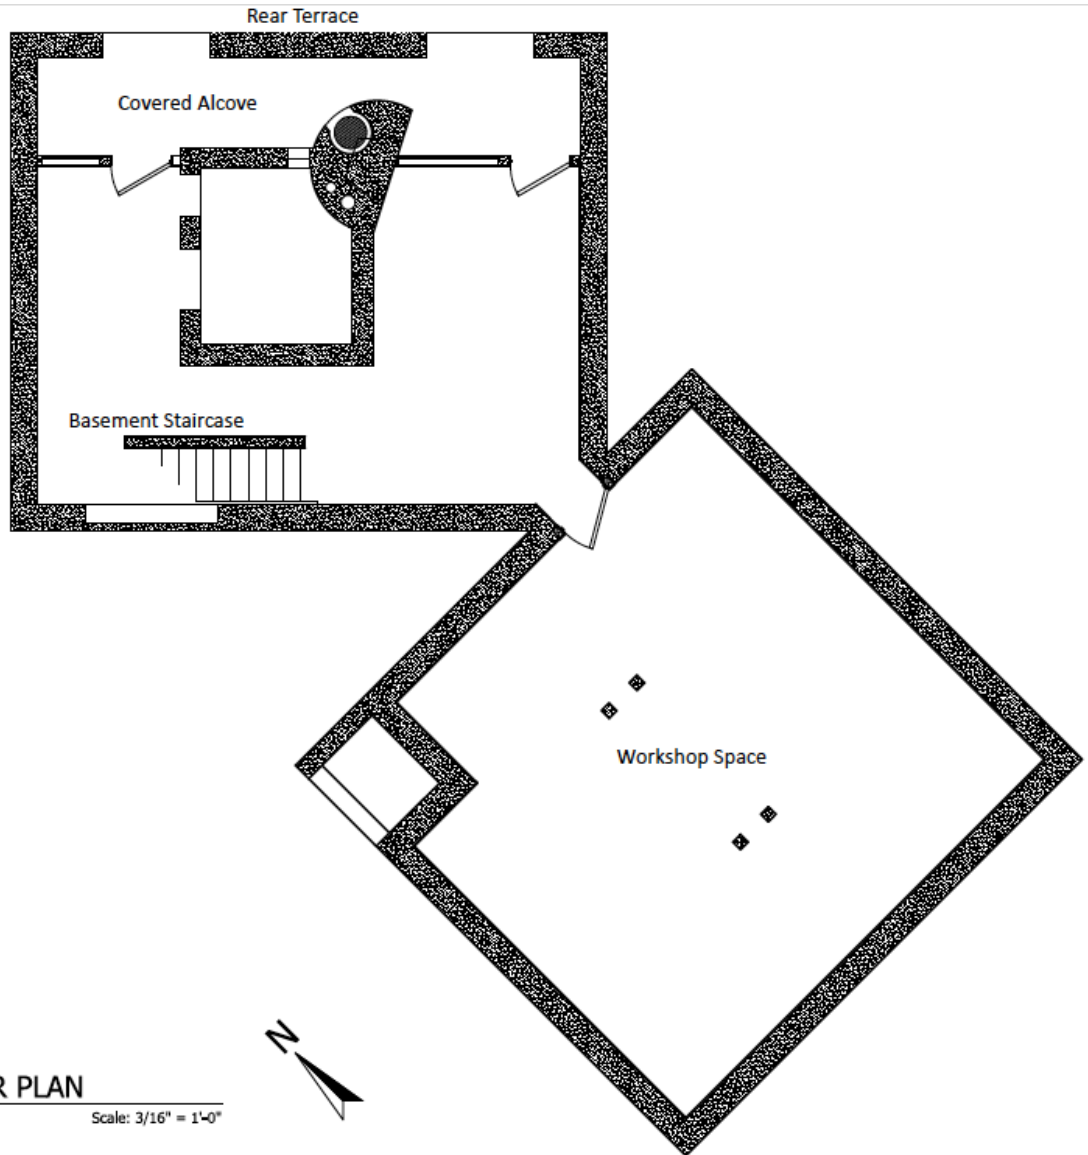 Rear Terrace
Covered Alcove
Basement Staircase
Workshop Space
N
R PLAN
Scale: 3/16" = 1'-0"